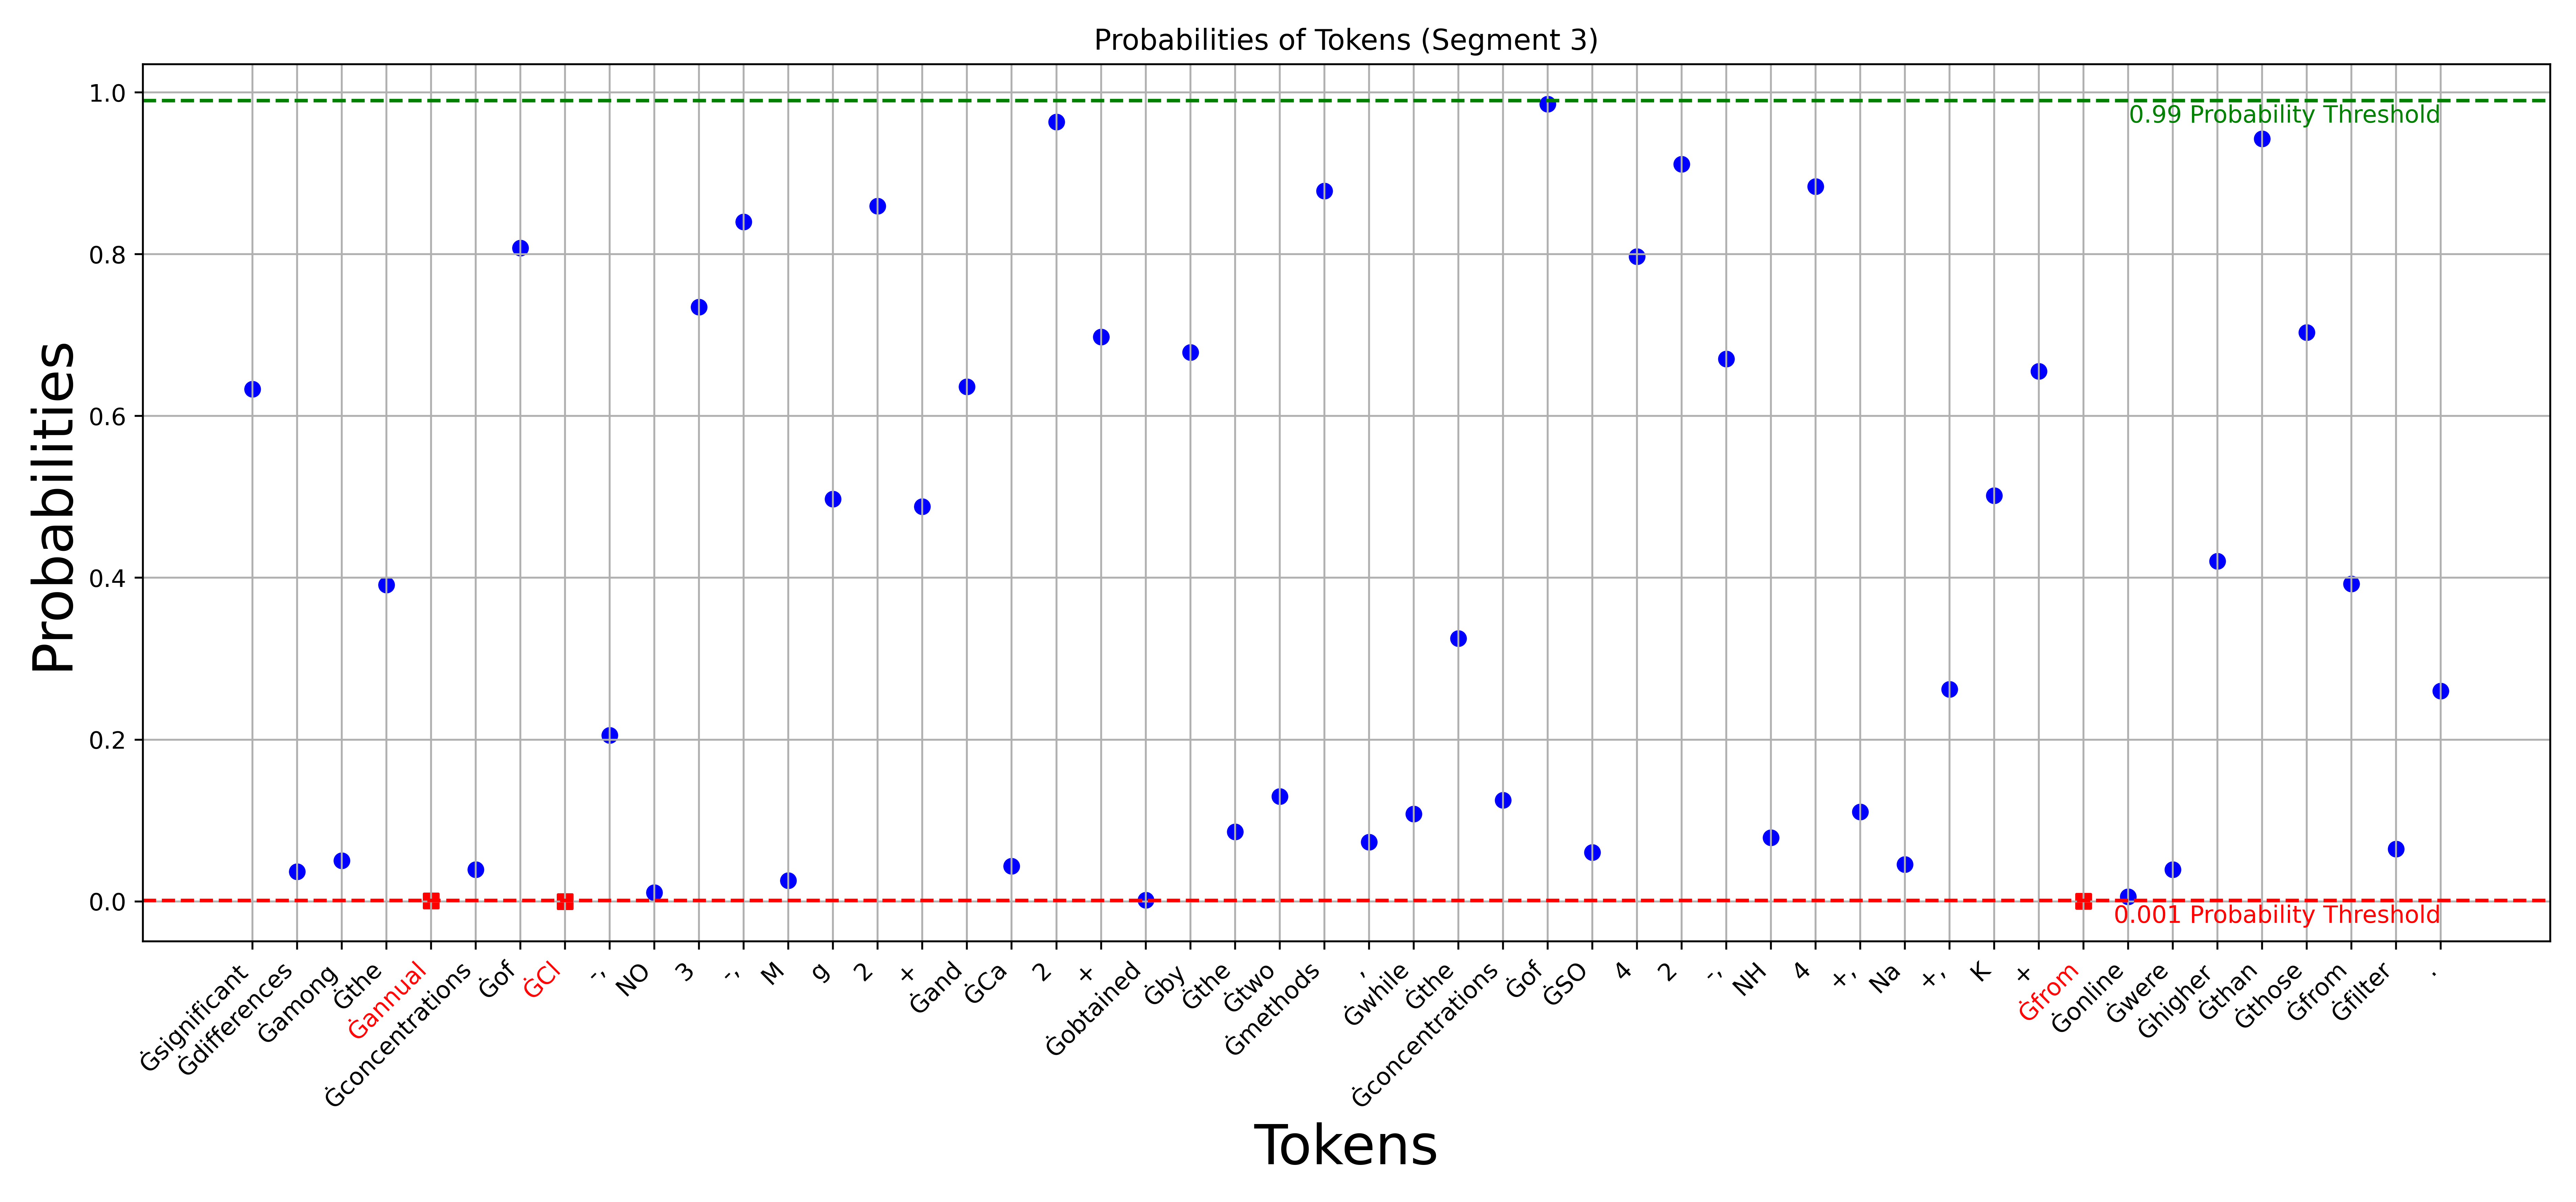 Probabilities of Tokens (Segment 3)
Probabilities
1.0
0.8
0.6
0.4
0.2
0.0
0.99 Probability Threshold
0.001 Probability Threshold
Ġsignificant
Ġdifferences
Ġamong
Ġthe
Ġannual
Ġconcentrations
Ġof
ĠCl
-,
NO
3
-,
M
g
2
+
Ġand
ĠCa
2
+
Ġobtained
Ġby
Ġthe
Ġtwo
Ġmethods
,
Ġwhile
Ġthe
Ġconcentrations
Ġof
ĠSO
4
2
-,
NH
4
+,
Na
+,
K
+
Ġfrom
Ġonline
Ġwere
Ġhigher
Ġthan
Ġthose
Ġfrom
Ġfilter
.
Tokens